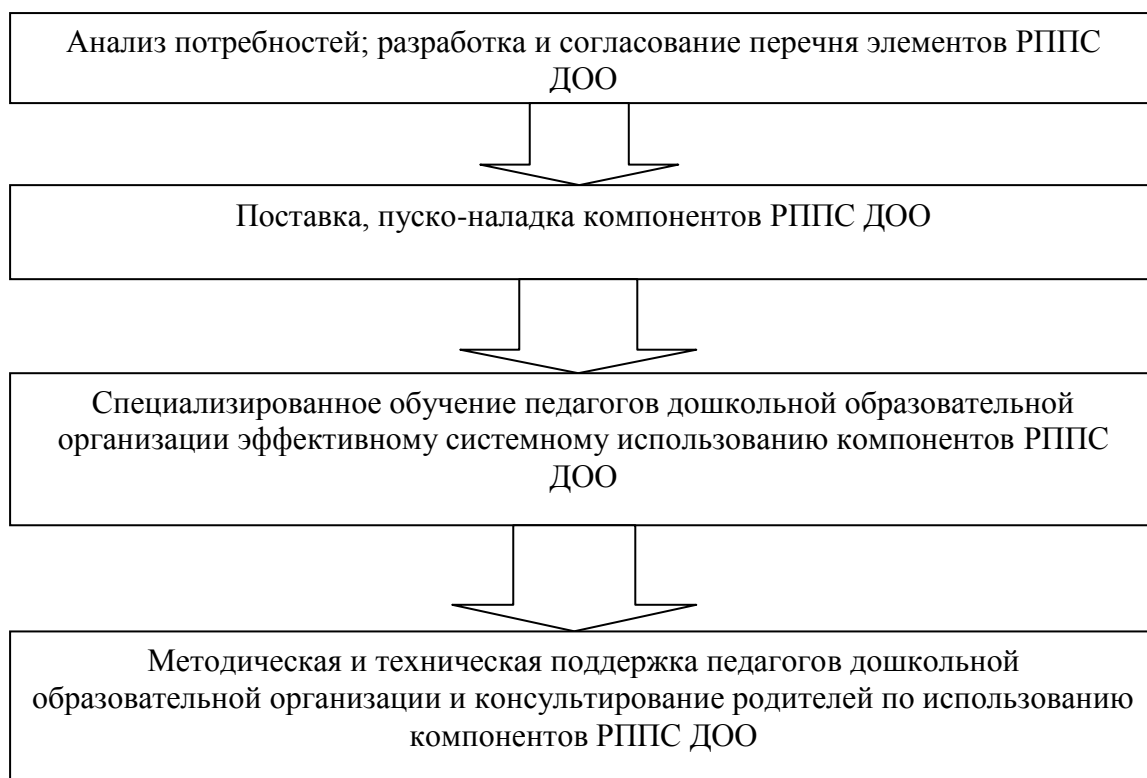 Анализ потребностей; разработка и согласование перечня элементов РППС
ДОО
Поставка, пуско-наладка компонентов РППС ДОО
Специализированное обучение педагогов дошкольной образовательной
организации эффективному системному использованию компонентов РППС
ДОО
Методическая и техническая поддержка педагогов дошкольной
образовательной организации и консультирование родителей по использованию
компонентов РППС ДОО